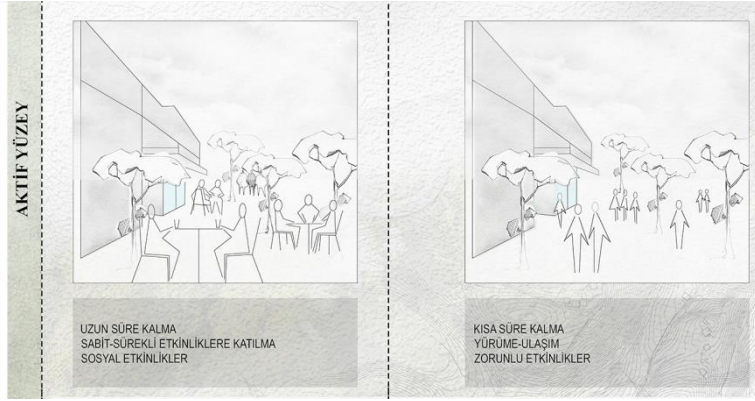 AKTİF YÜZEY
UZUN SÜRE KALMA
SABİT-SÜREKLİ ETKİNLİKLERE KATILMA
SOSYAL ETKİNLİKLER
KISA SÜRE KALMA
YÜRÜME-ULAŞIM
ZORUNLU ETKİNLİKLER